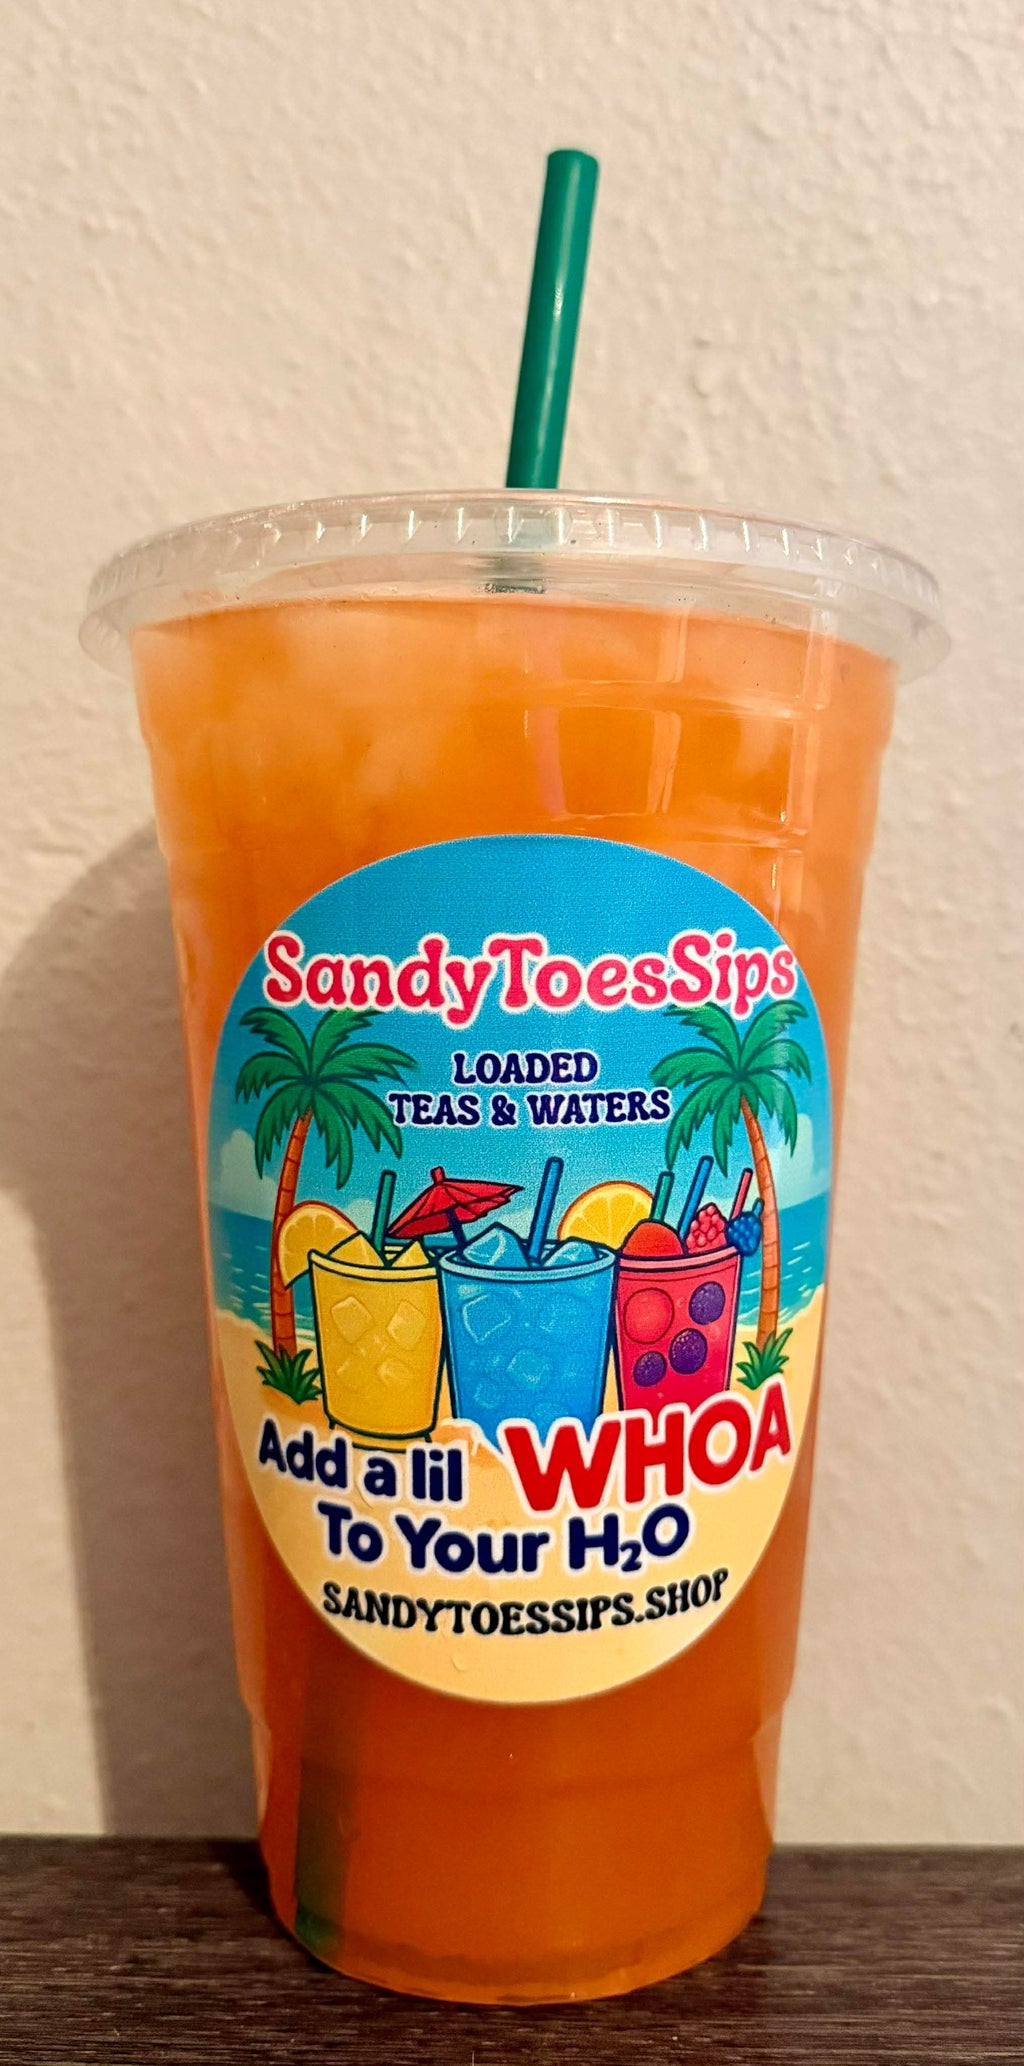 SandyToesSips
LOADED
TEAS & WATERS
Add a lil WHOA
To Your H₂O
SANDYTOESSIPS.SHOP